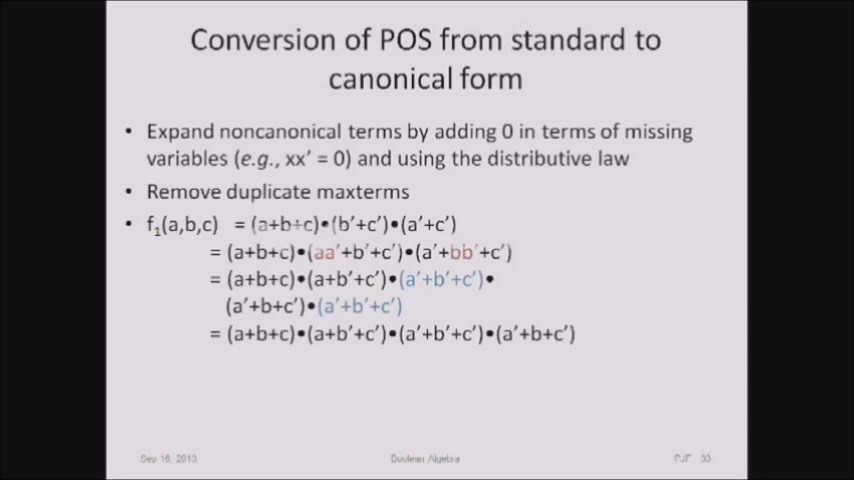 Conversion of POS from standard to
canonical form
• Expand noncanonical terms by adding 0 in terms of missing
variables (e.g., xx′ = 0) and using the distributive law
• Remove duplicate maxterms
• f₁(a,b,c) = (a+b+c)•(b′+c′)•(a′+c′)
= (a+b+c)•(aa′+b′+c′)•(a′+bb′+c′)
= (a+b+c)•(a+b′+c′)•(a′+b′+c′)•
(a′+b+c′)•(a′+b′+c′)
= (a+b+c)•(a+b′+c′)•(a′+b′+c′)•(a′+b+c′)
Sep 16, 2013 Boolean Algebra